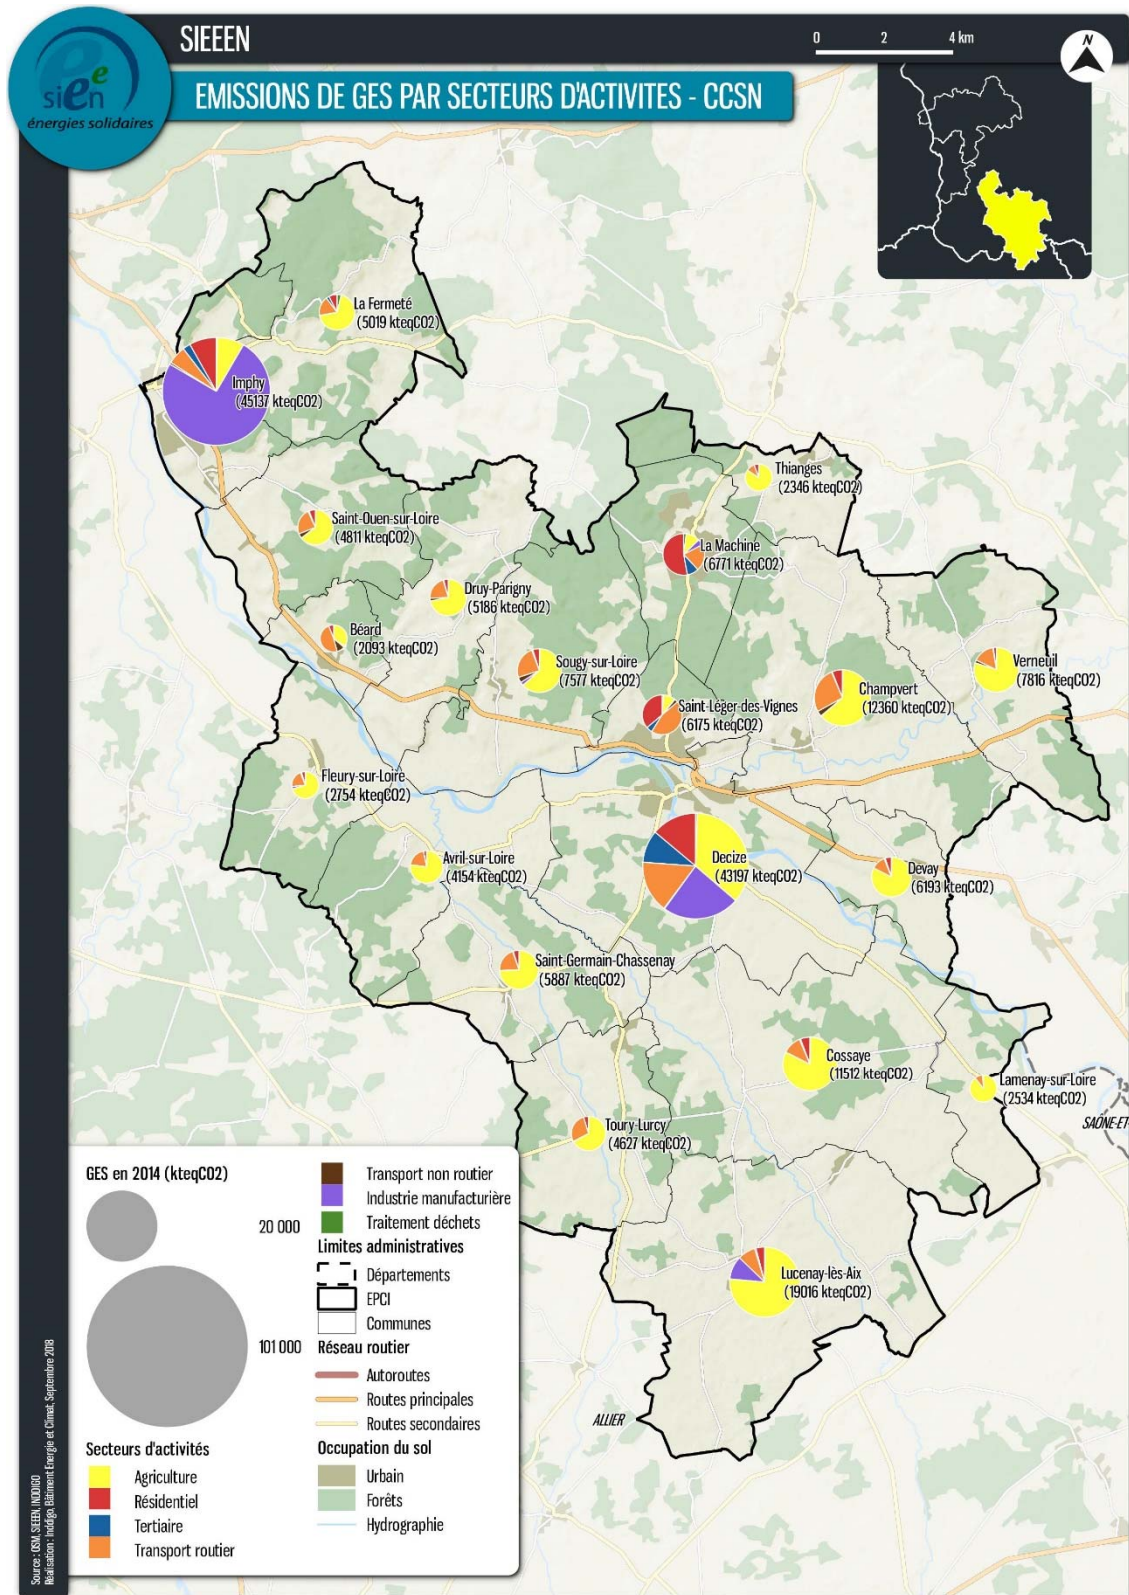 SIEEEN
0 2 4 km
N
EMISSIONS DE GES PAR SECTEURS D'ACTIVITES - CCSN
sieen
énergies solidaires
La Fermeté
(5019 kteqCO2)
Imphy
(45137 kteqCO2)
Thianges
(2346 kteqCO2)
Saint-Ouen-sur-Loire
(4811 kteqCO2)
La Machine
(6771 kteqCO2)
Druy-Parigny
(5186 kteqCO2)
Béard
(2093 kteqCO2)
Sougy-sur-Loire
(7577 kteqCO2)
Verneuil
(7816 kteqCO2)
Champvert
(12360 kteqCO2)
Saint-Léger-des-Vignes
(6175 kteqCO2)
Fleury-sur-Loire
(2754 kteqCO2)
Avril-sur-Loire
(4154 kteqCO2)
Decize
(43197 kteqCO2)
Devay
(6193 kteqCO2)
Saint-Germain-Chassenay
(5887 kteqCO2)
Cossaye
(11512 kteqCO2)
Lamenay-sur-Loire
(2534 kteqCO2)
SAÔNE-ET-
Toury-Lurcy
(4627 kteqCO2)
Lucenay-lès-Aix
(19016 kteqCO2)
ALLIER
GES en 2014 (kteqCO2)
20 000
101 000
Secteurs d'activités
Agriculture
Résidentiel
Tertiaire
Transport routier
Transport non routier
Industrie manufacturière
Traitement déchets
Limites administratives
Départements
EPCI
Communes
Réseau routier
Autoroutes
Routes principales
Routes secondaires
Occupation du sol
Urbain
Forêts
Hydrographie
Source : OSM, SIEEEN, INDDIGO
Réalisation : Inddigo, Bâtiment Energie et Climat, Septembre 2018